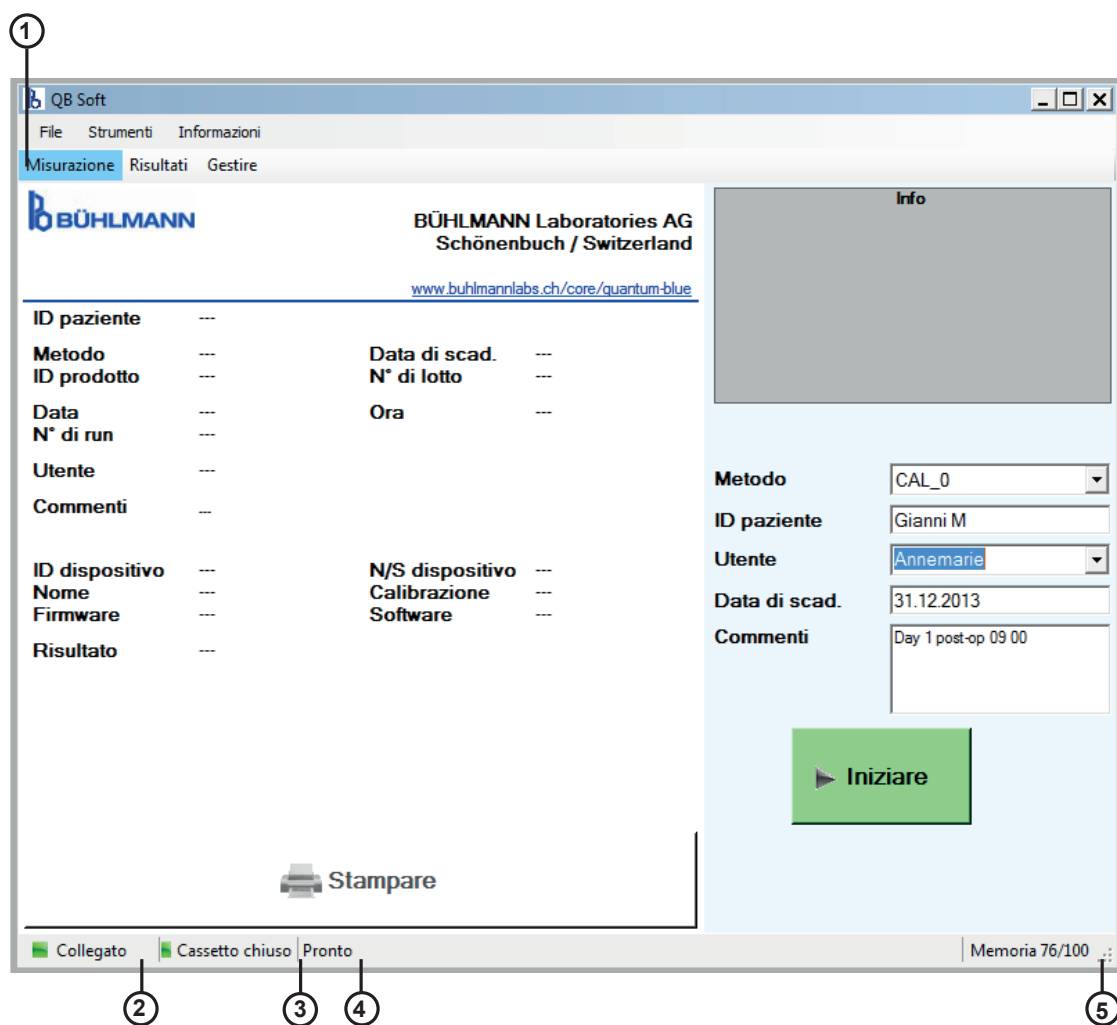 1
QB Soft
File Strumenti Informazioni
Misurazione Risultati Gestire
BÜHLMANN
BÜHLMANN Laboratories AG
Schönenbuch / Switzerland
www.buhlmannlabs.ch/core/quantum-blue
ID paziente ---
Metodo --- Data di scad. ---
ID prodotto --- N° di lotto ---
Data --- Ora ---
N° di run ---
Utente ---
Commenti ---
ID dispositivo --- N/S dispositivo ---
Nome --- Calibrazione ---
Firmware --- Software ---
Risultato ---
Stampare
Info
Metodo CAL_0
ID paziente Gianni M
Utente Annemarie
Data di scad. 31.12.2013
Commenti Day 1 post-op 09 00
Iniziare
Collegato Cassetto chiuso Pronto Memoria 76/100
2 3 4 5